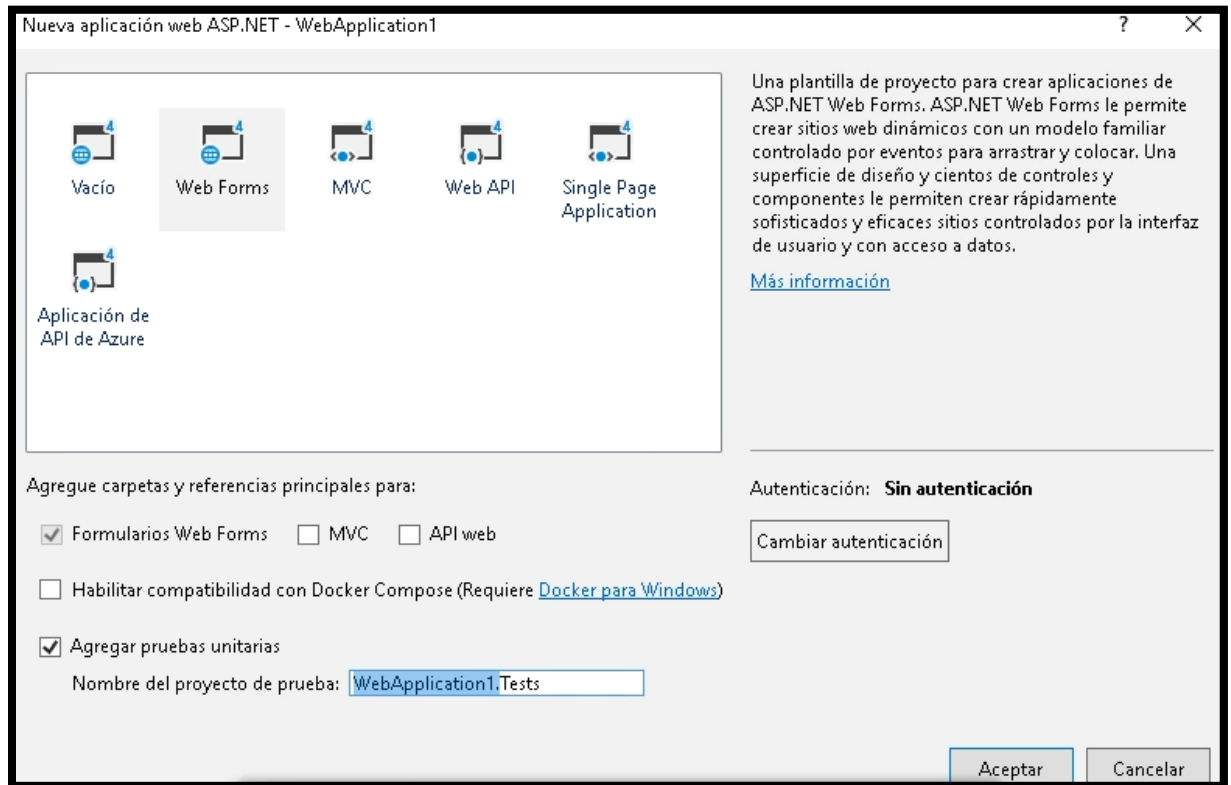 Nueva aplicación web ASP.NET - WebApplication1
?
Vacío
Web Forms
MVC
Web API
Single Page
Application
Aplicación de
API de Azure
Una plantilla de proyecto para crear aplicaciones de
ASP.NET Web Forms. ASP.NET Web Forms le permite
crear sitios web dinámicos con un modelo familiar
controlado por eventos para arrastrar y colocar. Una
superficie de diseño y cientos de controles y
componentes le permiten crear rápidamente
sofisticados y eficaces sitios controlados por la interfaz
de usuario y con acceso a datos.
Más información
Agregue carpetas y referencias principales para:
Formularios Web Forms
MVC
API web
Habilitar compatibilidad con Docker Compose (Requiere Docker para Windows)
Agregar pruebas unitarias
Nombre del proyecto de prueba: WebApplication1.Tests
Autenticación: Sin autenticación
Cambiar autenticación
Aceptar
Cancelar